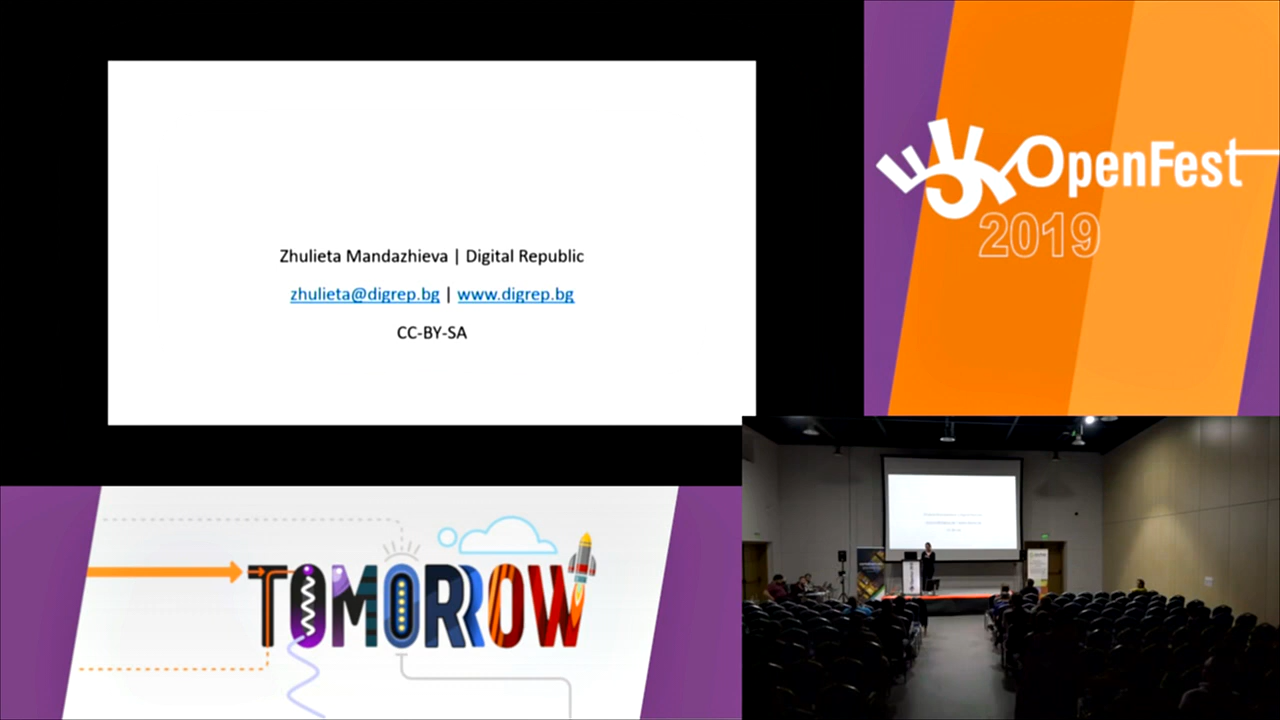 Zhulieta Mandazhieva | Digital Republic
zhulieta@digrep.bg | www.digrep.bg
CC-BY-SA
OpenFest
2019
TOMORROW